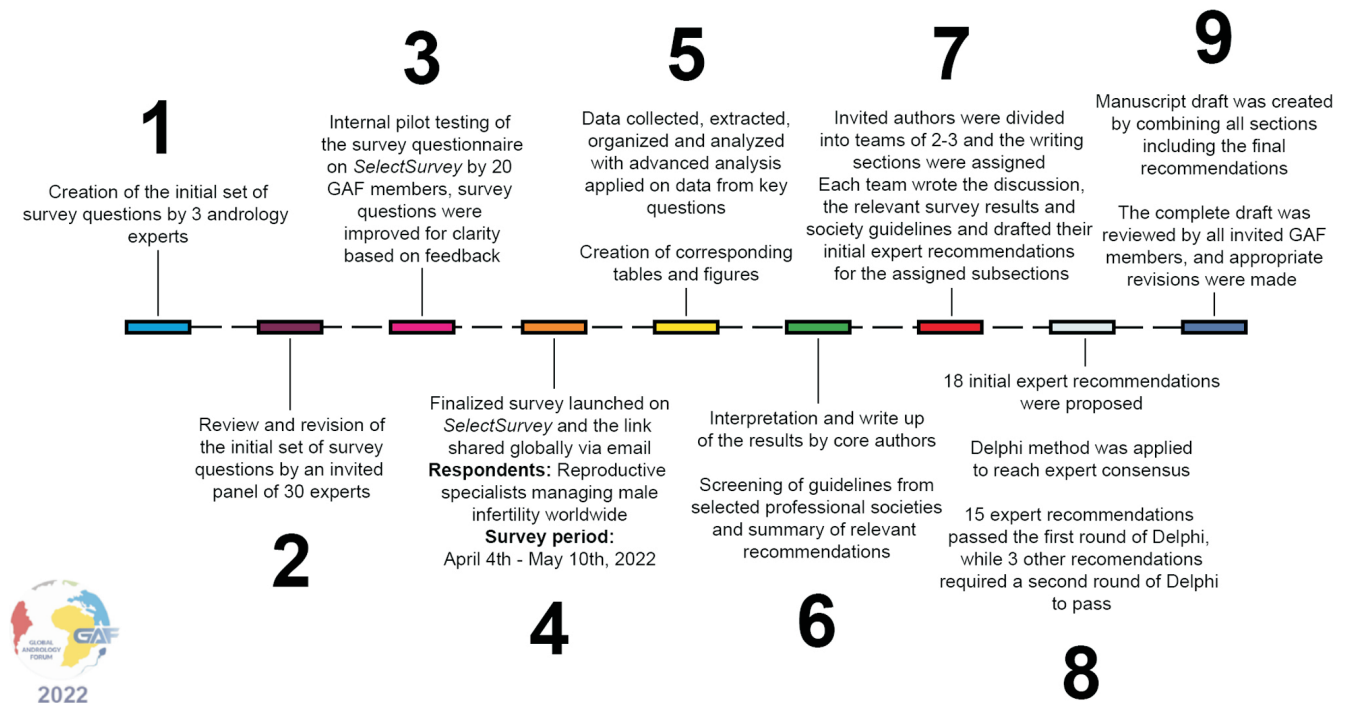 1
Creation of the initial set of
survey questions by 3 andrology
experts
2
Review and revision of
the initial set of survey
questions by an invited
panel of 30 experts
3
Internal pilot testing of
the survey questionnaire
on SelectSurvey by 20
GAF members, survey
questions were
improved for clarity
based on feedback
4
Finalized survey launched on
SelectSurvey and the link
shared globally via email
Respondents: Reproductive
specialists managing male
infertility worldwide
Survey period:
April 4th - May 10th, 2022
5
Data collected, extracted,
organized and analyzed
with advanced analysis
applied on data from key
questions
Creation of corresponding
tables and figures
6
Interpretation and write up
of the results by core authors
Screening of guidelines from
selected professional societies
and summary of relevant
recommendations
7
Invited authors were divided
into teams of 2-3 and the writing
sections were assigned
Each team wrote the discussion,
the relevant survey results and
society guidelines and drafted their
initial expert recommendations
for the assigned subsections
8
18 initial expert recommendations
were proposed
Delphi method was applied
to reach expert consensus
15 expert recommendations
passed the first round of Delphi,
while 3 other recomendations
required a second round of Delphi
to pass
9
Manuscript draft was created
by combining all sections
including the final
recommendations
The complete draft was
reviewed by all invited GAF
members, and appropriate
revisions were made
GLOBAL
ANDROLOGY
FORUM
GAF
2022